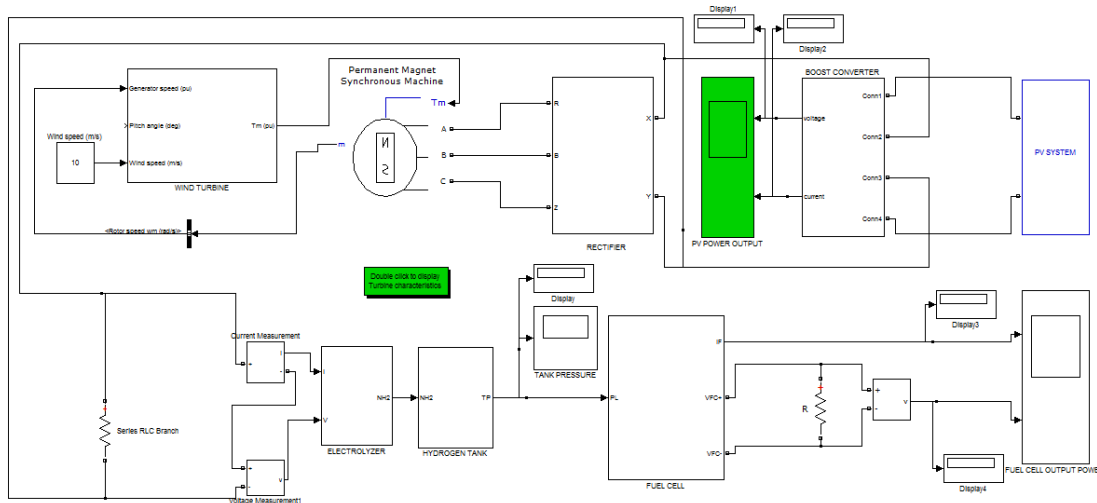 Display1
Display2
Permanent Magnet
Synchronous Machine
BOOST CONVERTER
Generator speed (pu)
Pitch angle (deg)
Wind speed (m/s)
Tm (pu)
WIND TURBINE
Wind speed (m/s)
10
Tm
m
N
S
A
B
C
R
B
Z
X
Y
RECTIFIER
PV POWER OUTPUT
voltage
current
Conn1
Conn2
Conn3
Conn4
PV SYSTEM
<Rotor speed wm (rad/s)>
Double click to display
Turbine characteristics
Display
TANK PRESSURE
Display3
Current Measurement
+
i
-
Series RLC Branch
+
I
V
NH2
ELECTROLYZER
NH2
TP
HYDROGEN TANK
PL
IF
VFC+
VFC-
FUEL CELL
+
R
+
-
v
Display4
FUEL CELL OUTPUT POWE
+
-
v
Voltage Measurement1